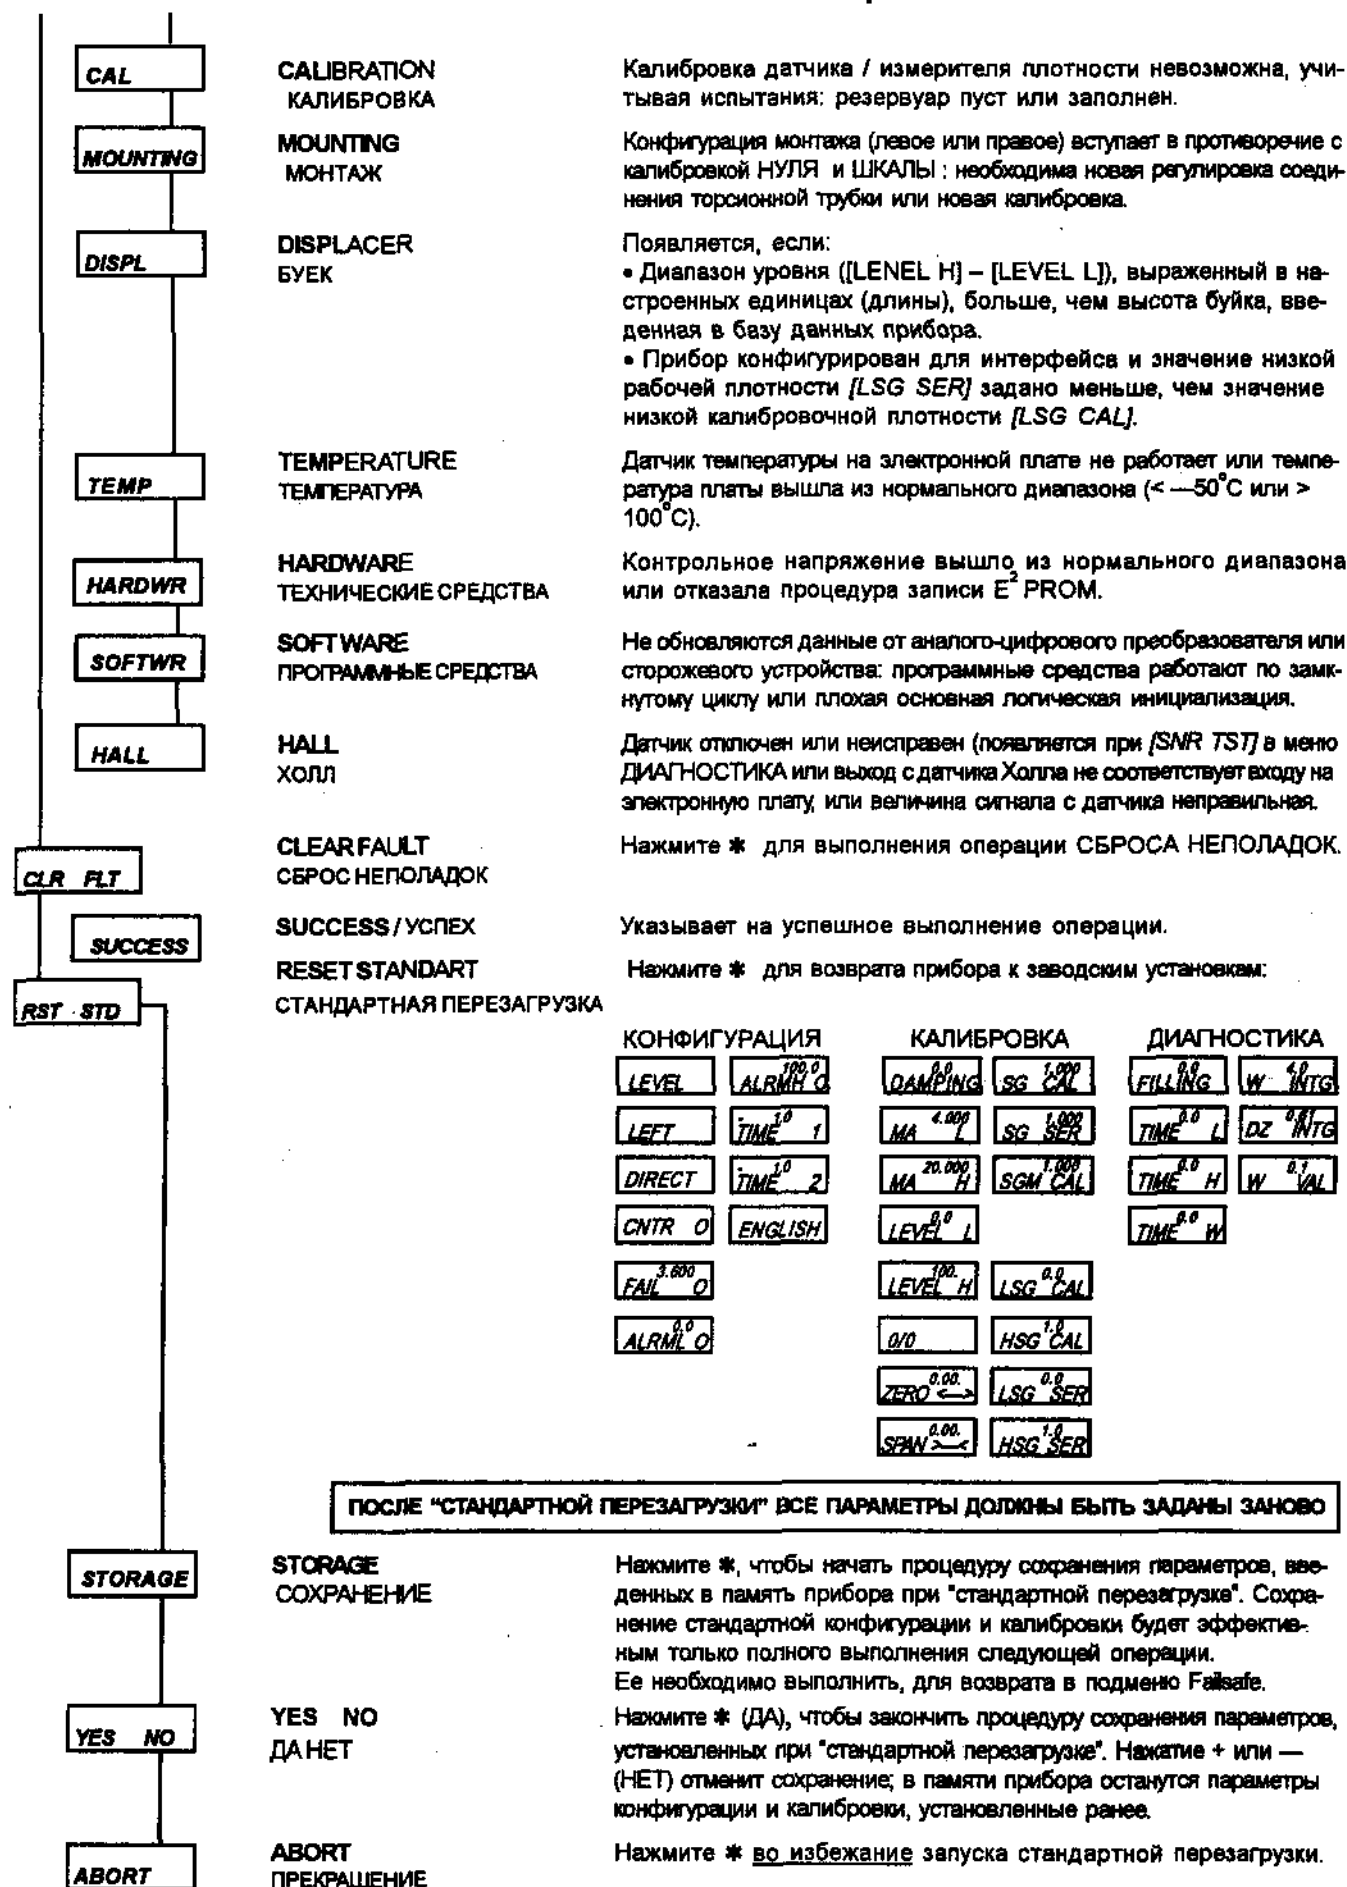 CAL
CALIBRATION
КАЛИБРОВКА
Калибровка датчика / измерителя плотности невозможна, учи-
тывая испытания: резервуар пуст или заполнен.
MOUNTING
MOUNTING
МОНТАЖ
Конфигурация монтажа (левое или правое) вступает в противоречие с
калибровкой НУЛЯ и ШКАЛЫ : необходима новая регулировка соеди-
нения торсионной трубки или новая калибровка.
DISPL
DISPLACER
БУЕК
Появляется, если:
• Диапазон уровня ([LENEL H] – [LEVEL L]), выраженный в на-
строенных единицах (длины), больше, чем высота буйка, вве-
денная в базу данных прибора.
• Прибор конфигурирован для интерфейса и значение низкой
рабочей плотности [LSG SER] задано меньше, чем значение
низкой калибровочной плотности [LSG CAL].
TEMP
TEMPERATURE
ТЕМПЕРАТУРА
Датчик температуры на электронной плате не работает или темпе-
ратура платы вышла из нормального диапазона (< —50°C или >
100°C).
HARDWR
HARDWARE
ТЕХНИЧЕСКИЕ СРЕДСТВА
Контрольное напряжение вышло из нормального диапазона
или отказала процедура записи E² PROM.
SOFTWR
SOFT WARE
ПРОГРАММНЫЕ СРЕДСТВА
Не обновляются данные от аналого-цифрового преобразователя или
сторожевого устройства: программные средства работают по замк-
нутому циклу или плохая основная логическая инициализация.
HALL
HALL
ХОЛЛ
Датчик отключен или неисправен (появляется при [SNR TST] в меню
ДИАГНОСТИКА или выход с датчика Холла не соответствует входу на
электронную плату, или величина сигнала с датчика неправильная.
CLR FLT
CLEAR FAULT
СБРОС НЕПОЛАДОК
Нажмите ✱ для выполнения операции СБРОСА НЕПОЛАДОК.
SUCCESS
SUCCESS / УСПЕХ
Указывает на успешное выполнение операции.
RST STD
RESET STANDART
СТАНДАРТНАЯ ПЕРЕЗАГРУЗКА
Нажмите ✱ для возврата прибора к заводским установкам:
КОНФИГУРАЦИЯ КАЛИБРОВКА ДИАГНОСТИКА
LEVEL ALRMH O 100.0 DAMPING 0.0 SG CAL 1.000 FILLING 0.0 W INTG 4.0
LEFT TIME 1 1.0 MA L 4.000 SG SER 1.000 TIME L 0.0 DZ INTG 0.61
DIRECT TIME 2 1.0 MA H 20.000 SGM CAL 1.000 TIME H 0.0 W VAL 0.1
CNTR O ENGLISH LEVEL L 0.0 TIME W 0.0
FAIL O 3.600 LEVEL H 100. LSG CAL 0.0
ALRML O 0.0 0/0 HSG CAL 1.0
ZERO <—> 0.00. LSG SER 0.0
SPAN >—< 0.00. HSG SER 1.0
ПОСЛЕ "СТАНДАРТНОЙ ПЕРЕЗАГРУЗКИ" ВСЕ ПАРАМЕТРЫ ДОЛЖНЫ БЫТЬ ЗАДАНЫ ЗАНОВО
STORAGE
STORAGE
СОХРАНЕНИЕ
Нажмите ✱, чтобы начать процедуру сохранения параметров, вве-
денных в память прибора при "стандартной перезагрузке". Сохра-
нение стандартной конфигурации и калибровки будет эффектив-
ным только полного выполнения следующей операции.
Ее необходимо выполнить, для возврата в подменю Failsafe.
YES NO
YES NO
ДА НЕТ
Нажмите ✱ (ДА), чтобы закончить процедуру сохранения параметров,
установленных при "стандартной перезагрузке". Нажатие + или —
(НЕТ) отменит сохранение; в памяти прибора останутся параметры
конфигурации и калибровки, установленные ранее.
ABORT
ABORT
ПРЕКРАЩЕНИЕ
Нажмите ✱ во избежание запуска стандартной перезагрузки.